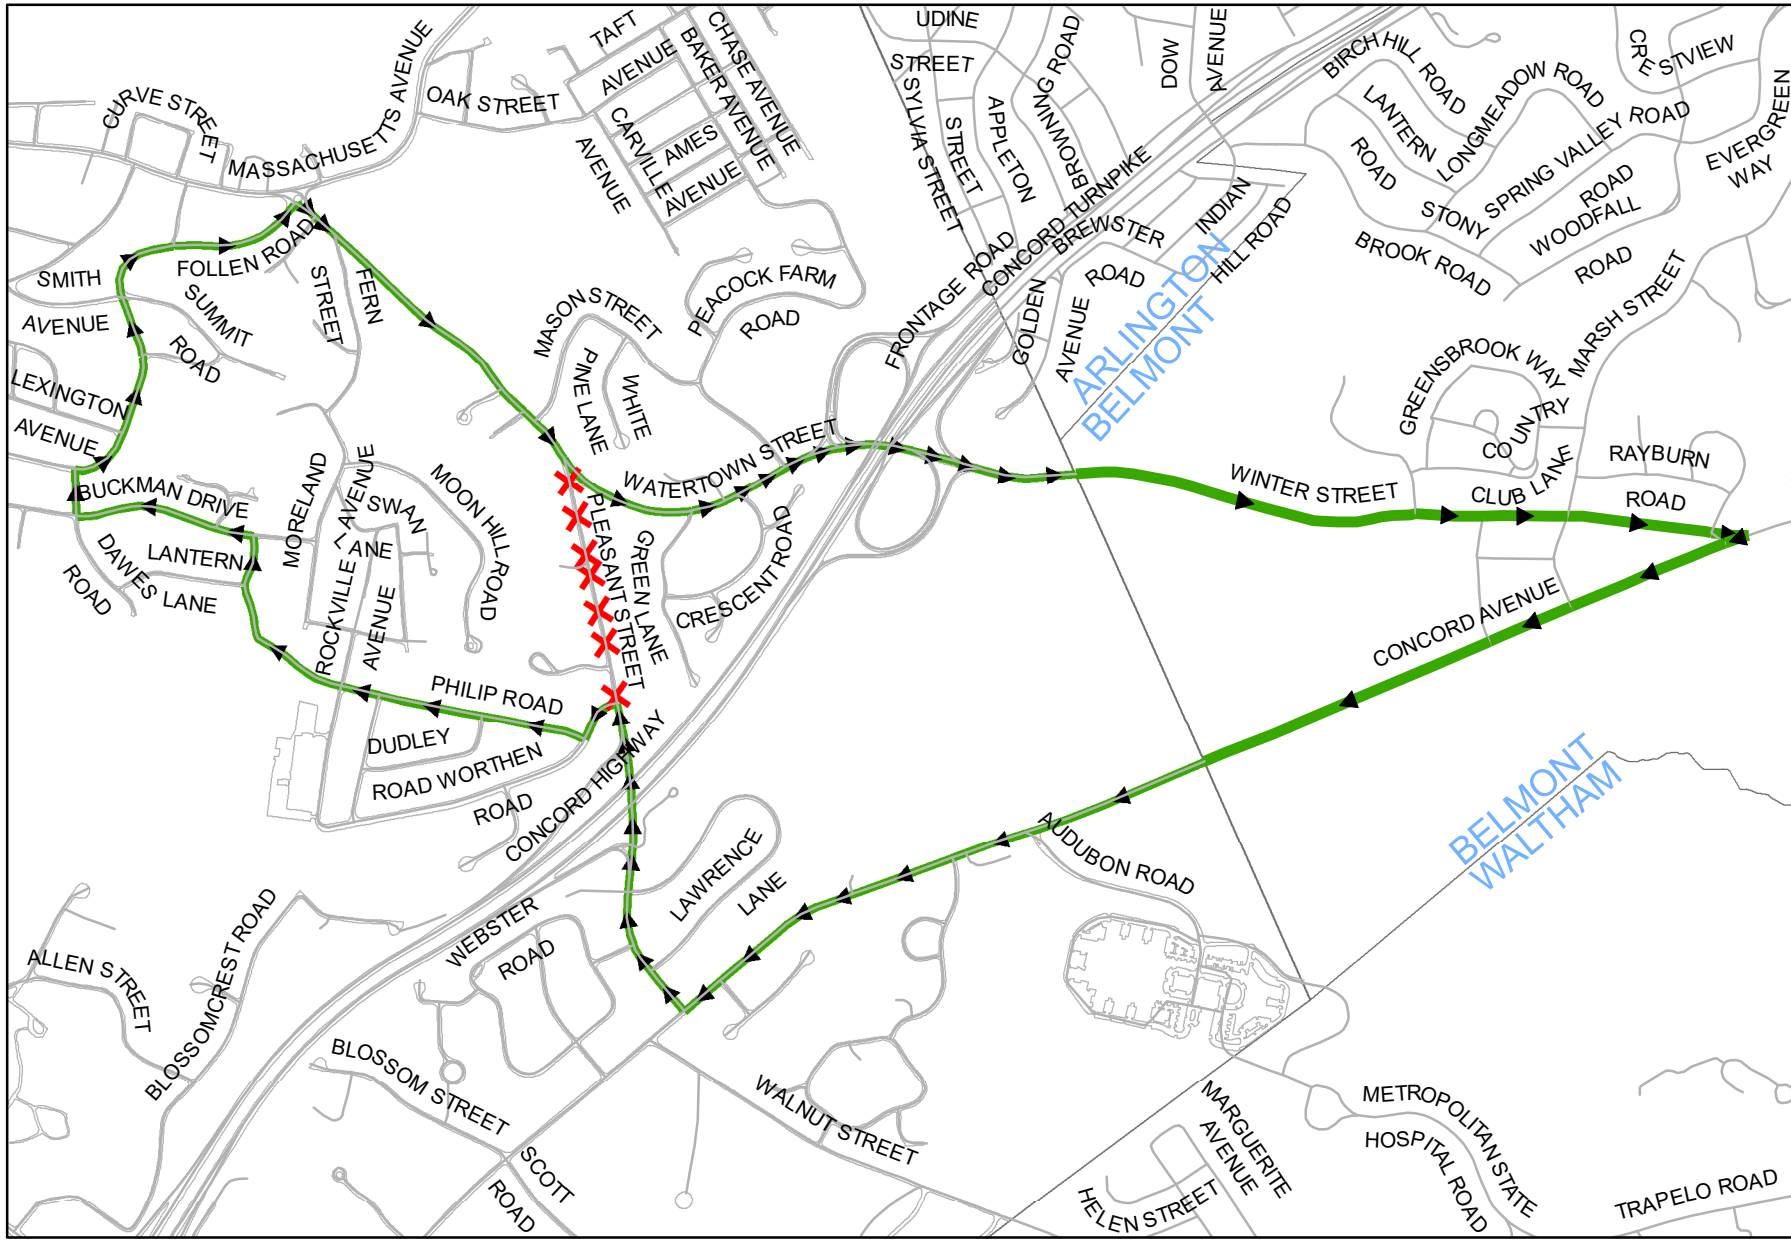 TAFT
AVENUE
BAKER AVENUE
CHASE AVENUE
CARVILLE
AVENUE
AMES
AVENUE
OAK STREET
MASSACHUSETTS AVENUE
CURVE STREET
UDINE
STREET
SYLVIA STREET
STREET
APPLETON
BROWNING ROAD
DOW
AVENUE
BIRCH HILL ROAD
LANTERN
ROAD
LONGMEADOW ROAD
CRESTVIEW
SPRING VALLEY ROAD
EVERGREEN
WAY
STONY
BROOK ROAD
WOODFALL
ROAD
ROAD
CONCORD TURNPIKE
FRONTAGE ROAD
BREWSTER
ROAD
INDIAN
HILL ROAD
GOLDEN
AVENUE
ARLINGTON
BELMONT
MARSH STREET
GREENSBROOK WAY
COUNTRY
CLUB LANE
RAYBURN
ROAD
SMITH
AVENUE
FOLLEN ROAD
SUMMIT
ROAD
FERN
STREET
MASON STREET
PEACOCK FARM
ROAD
PINE LANE
WHITE
LEXINGTON
AVENUE
WATERTOWN STREET
WINTER STREET
BUCKMAN DRIVE
MORELAND
AVENUE
SWAN
LANE
MOON HILL ROAD
LANTERN
LANE
DAWES
ROAD
ROCKVILLE
AVENUE
PLEASANT STREET
GREEN LANE
CRESCENT ROAD
CONCORD AVENUE
PHILIP ROAD
DUDLEY
ROAD
WORTHEN
ROAD
CONCORD HIGHWAY
BELMONT
WALTHAM
AUDUBON ROAD
LAWRENCE
LANE
WEBSTER
ROAD
ALLEN STREET
BLOSSOMCREST ROAD
BLOSSOM STREET
WALNUT STREET
SCOTT
ROAD
MARGUERITE
AVENUE
HELEN STREET
METROPOLITAN STATE
HOSPITAL ROAD
TRAPELO ROAD